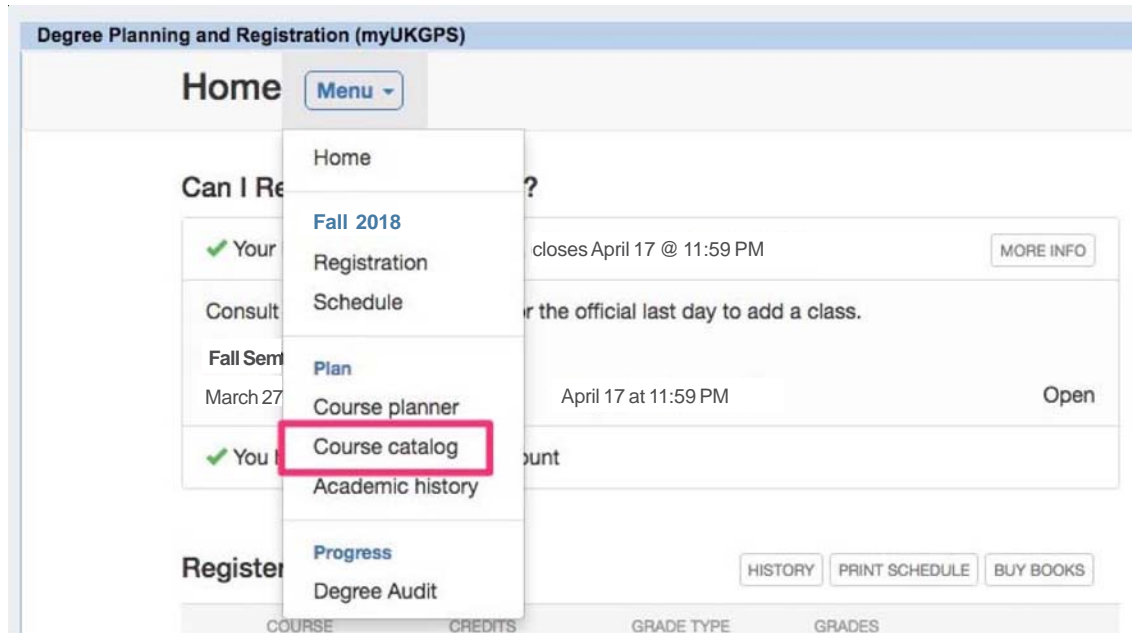 Degree Planning and Registration (myUKGPS)
Home Menu
Home
Can I Re ?
Fall 2018
Your closes April 17 @ 11:59 PM MORE INFO
Registration
Schedule
Consult r the official last day to add a class.
Fall Sem
Plan
March 27 April 17 at 11:59 PM Open
Course planner
Course catalog
You ount
Academic history
Progress
Register HISTORY PRINT SCHEDULE BUY BOOKS
Degree Audit
COURSE CREDITS GRADE TYPE GRADES